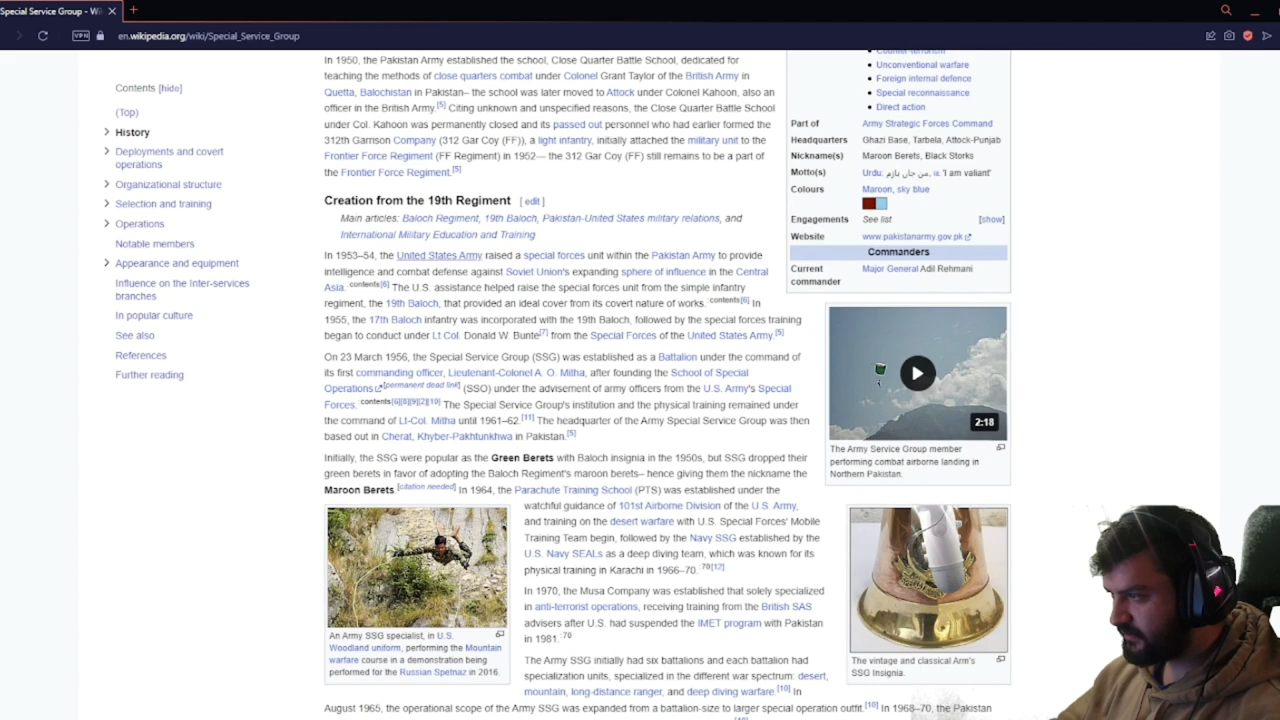 Special Service Group - Wi
en.wikipedia.org/wiki/Special_Service_Group
VPN
Contents [hide]
(Top)
History
Deployments and covert
operations
Organizational structure
Selection and training
Operations
Notable members
Appearance and equipment
Influence on the Inter-services
branches
In popular culture
See also
References
Further reading
In 1950, the Pakistan Army established the school, Close Quarter Battle School, dedicated for
teaching the methods of close quarters combat under Colonel Grant Taylor of the British Army in
Quetta, Balochistan in Pakistan– the school was later moved to Attock under Colonel Kahoon, also an
officer in the British Army.[5] Citing unknown and unspecified reasons, the Close Quarter Battle School
under Col. Kahoon was permanently closed and its passed out personnel who had earlier formed the
312th Garrison Company (312 Gar Coy (FF)), a light infantry, initially attached the military unit to the
Frontier Force Regiment (FF Regiment) in 1952— the 312 Gar Coy (FF) still remains to be a part of
the Frontier Force Regiment.[5]
Creation from the 19th Regiment [ edit ]
Main articles: Baloch Regiment, 19th Baloch, Pakistan-United States military relations, and
International Military Education and Training
In 1953–54, the United States Army raised a special forces unit within the Pakistan Army to provide
intelligence and combat defense against Soviet Union's expanding sphere of influence in the Central
Asia.:contents[6] The U.S. assistance helped raise the special forces unit from the simple infantry
regiment, the 19th Baloch, that provided an ideal cover from its covert nature of works.:contents[6] In
1955, the 17th Baloch infantry was incorporated with the 19th Baloch, followed by the special forces training
began to conduct under Lt Col. Donald W. Bunte[7] from the Special Forces of the United States Army.[5]
On 23 March 1956, the Special Service Group (SSG) was established as a Battalion under the command of
its first commanding officer, Lieutenant-Colonel A. O. Mitha, after founding the School of Special
Operations[permanent dead link] (SSO) under the advisement of army officers from the U.S. Army's Special
Forces.:contents[6][8][9][2][10] The Special Service Group's institution and the physical training remained under
the command of Lt-Col. Mitha until 1961–62.[11] The headquarter of the Army Special Service Group was then
based out in Cherat, Khyber-Pakhtunkhwa in Pakistan.[5]
Initially, the SSG were popular as the Green Berets with Baloch insignia in the 1950s, but SSG dropped their
green berets in favor of adopting the Baloch Regiment's maroon berets– hence giving them the nickname the
Maroon Berets.[citation needed] In 1964, the Parachute Training School (PTS) was established under the
watchful guidance of 101st Airborne Division of the U.S. Army,
and training on the desert warfare with U.S. Special Forces' Mobile
Training Team begin, followed by the Navy SSG established by the
U.S. Navy SEALs as a deep diving team, which was known for its
physical training in Karachi in 1966–70.:70[12]
In 1970, the Musa Company was established that solely specialized
in anti-terrorist operations, receiving training from the British SAS
advisers after U.S. had suspended the IMET program with Pakistan
in 1981.:70
The Army SSG initially had six battalions and each battalion had
specialization units, specialized in the different war spectrum: desert,
mountain, long-distance ranger, and deep diving warfare.[10] In
August 1965, the operational scope of the Army SSG was expanded from a battalion-size to larger special operation outfit.[10] In 1968–70, the Pakistan
An Army SSG specialist, in U.S.
Woodland uniform, performing the Mountain
warfare course in a demonstration being
performed for the Russian Spetnaz in 2016.
Counter-terrorism
Unconventional warfare
Foreign internal defence
Special reconnaissance
Direct action
Part of Army Strategic Forces Command
Headquarters Ghazi Base, Tarbela, Attock-Punjab
Nickname(s) Maroon Berets, Black Storks
Motto(s) Urdu: من جاں بازم, lit. 'I am valiant'
Colours Maroon, sky blue
Engagements See list [show]
Website www.pakistanarmy.gov.pk
Commanders
Current Major General Adil Rehmani
commander
2:18
The Army Service Group member
performing combat airborne landing in
Northern Pakistan.
The vintage and classical Arm's
SSG Insignia.